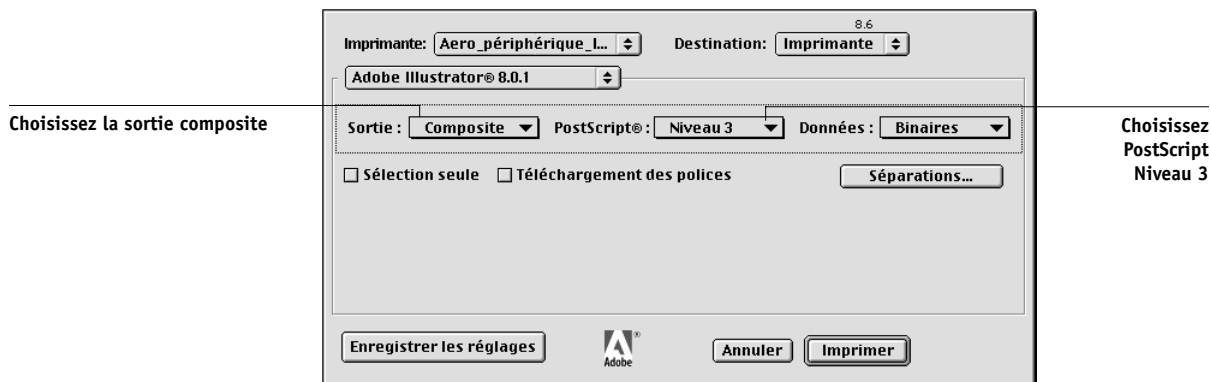 8.6
Imprimante: Aero_périphérique_I... Destination: Imprimante
Adobe Illustrator® 8.0.1
Choisissez la sortie composite
Sortie : Composite PostScript® : Niveau 3 Données : Binaires
Choisissez
PostScript
Niveau 3
Sélection seule Téléchargement des polices Séparations...
Enregistrer les réglages Adobe ® Annuler Imprimer